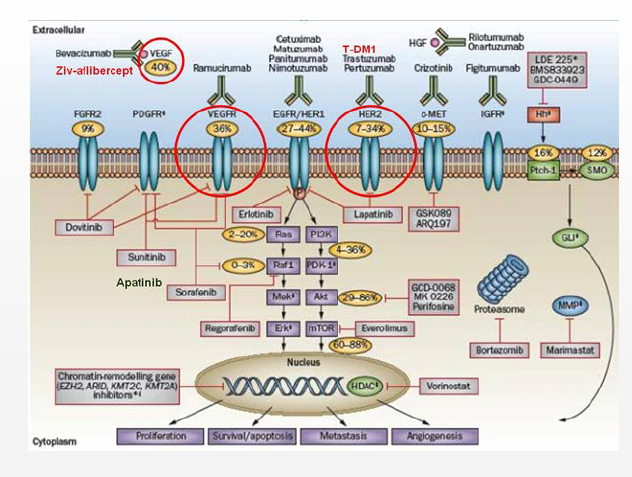 Extracellular
Bevacizumab
VEGF
40%
Ziv-aflibercept
Ramucirumab
Cetuximab
Matuzumab
Panitumumab
Nimotuzumab
T-DM1
Trastuzumab
Pertuzumab
HGF
Rilotumumab
Onartuzumab
Crizotinib
Figitumumab
LDE 225*
BMS833923
GDC-0449
FGFR2
9%
PDGFR‡
VEGFR
36%
EGFR/HER1
27–44%
HER2
7–34%
c-MET
10–15%
IGFR‡
Hh‡
16%
Ptch-1
12%
SMO
Dovitinib
Erlotinib
P
Lapatinib
GSK089
ARQ197
Sunitinib
2–20%
Ras
PI3K
4–36%
GLI‡
Apatinib
0–3%
Raf1
PDK1‡
Sorafenib
Mek‡
Akt
29–86%
GCD-0068
MK 0226
Perifosine
Proteasome
MMP‡
Regorafenib
Erk‡
mTOR
Everolimus
60–88%
Bortezomib
Marimastat
Nucleus
Chromatin-remodelling gene
(EZH2, ARID, KMT2C, KMT2A)
inhibitors*‡
HDAC‡
Vorinostat
Proliferation
Survival/apoptosis
Metastasis
Angiogenesis
Cytoplasm